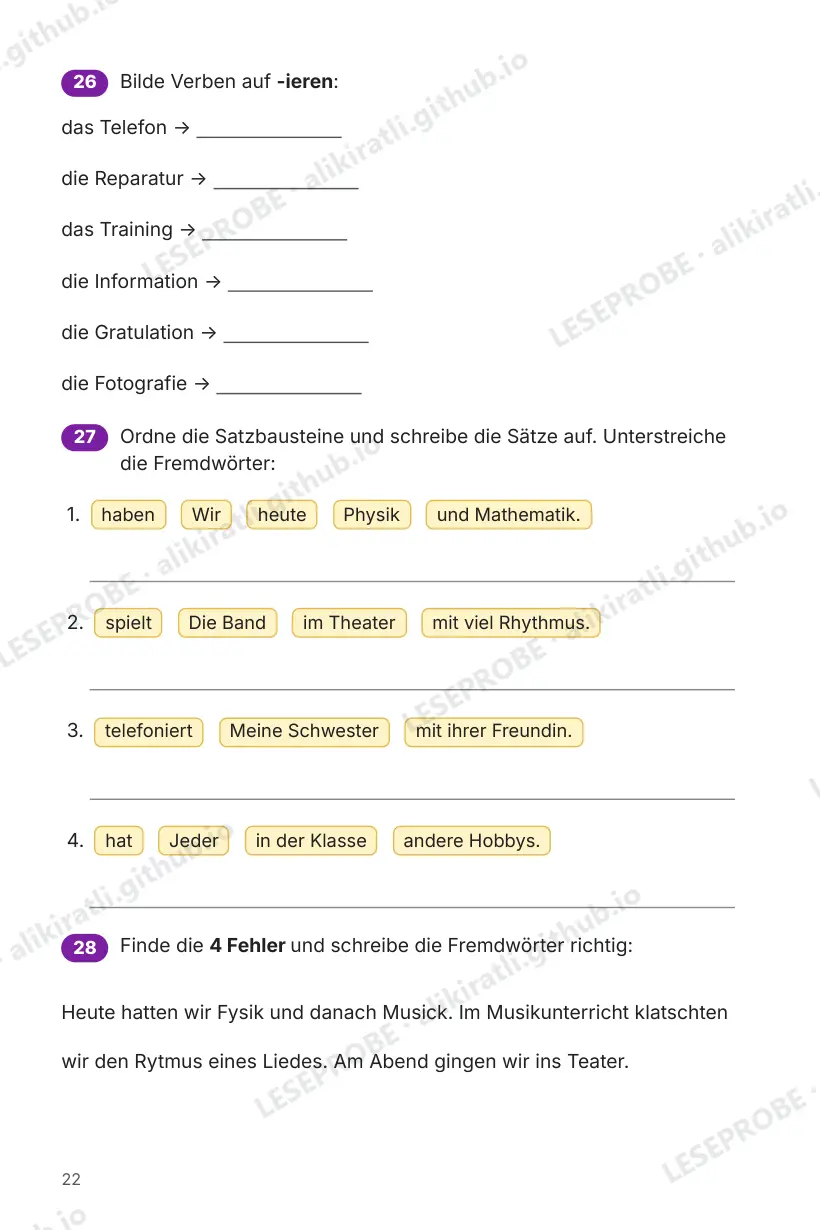 26 Bilde Verben auf -ieren:
das Telefon → ______________
die Reparatur → ______________
das Training → ______________
die Information → ______________
die Gratulation → ______________
die Fotografie → ______________
27 Ordne die Satzbausteine und schreibe die Sätze auf. Unterstreiche
die Fremdwörter:
1. haben Wir heute Physik und Mathematik.
2. spielt Die Band im Theater mit viel Rhythmus.
3. telefoniert Meine Schwester mit ihrer Freundin.
4. hat Jeder in der Klasse andere Hobbys.
28 Finde die 4 Fehler und schreibe die Fremdwörter richtig:
Heute hatten wir Fysik und danach Musick. Im Musikunterricht klatschten
wir den Rytmus eines Liedes. Am Abend gingen wir ins Teater.
22
LESEPROBE · alikiratli.github.io